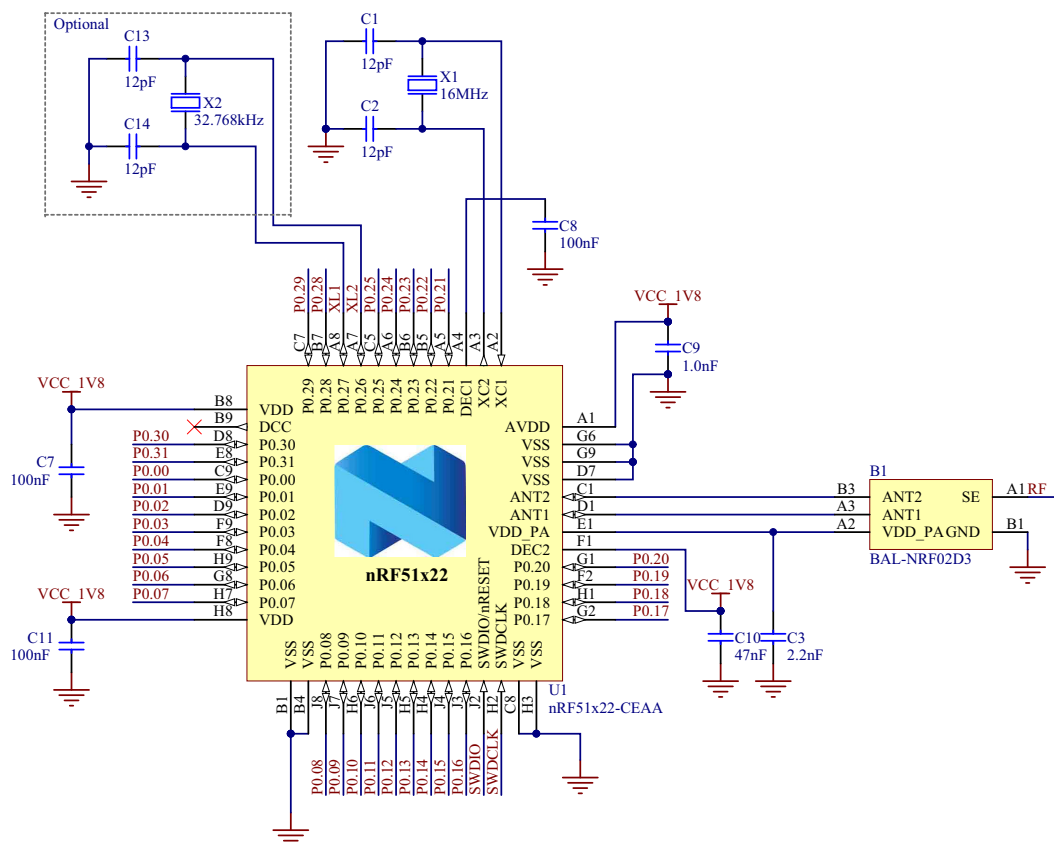 Optional
C13
12pF
X2
32.768kHz
C14
12pF
C1
12pF
X1
16MHz
C2
12pF
C8
100nF
P0.29
P0.28
XL1
XL2
P0.25
P0.24
P0.23
P0.22
P0.21
C7
B7
A8
A7
C5
A6
B6
B5
A5
A4
A3
A2
P0.29
P0.28
P0.27
P0.26
P0.25
P0.24
P0.23
P0.22
P0.21
DEC1
XC2
XC1
VCC_1V8
C9
1.0nF
VCC_1V8
C7
100nF
B8 VDD
B9 DCC
P0.30 D8 P0.30
P0.31 E8 P0.31
P0.00 C9 P0.00
P0.01 E9 P0.01
P0.02 D9 P0.02
P0.03 F9 P0.03
P0.04 F8 P0.04
P0.05 H9 P0.05
P0.06 G8 P0.06
P0.07 H7 P0.07
H8 VDD
VCC_1V8
C11
100nF
nRF51x22
AVDD A1
VSS G6
VSS G9
VSS D7
ANT2 C1
ANT1 D1
VDD_PA E1
DEC2 F1
P0.20 G1 P0.20
P0.19 F2 P0.19
P0.18 H1 P0.18
P0.17 G2 P0.17
B1
B3 ANT2 SE A1 RF
A3 ANT1
A2 VDD_PA GND B1
BAL-NRF02D3
VCC_1V8
C10
47nF
C3
2.2nF
VSS
VSS
P0.08
P0.09
P0.10
P0.11
P0.12
P0.13
P0.14
P0.15
P0.16
SWDIO/nRESET
SWDCLK
VSS
VSS
U1
nRF51x22-CEAA
B1
B4
J8
J7
H6
J6
J5
H5
H4
J4
J3
J2
H2
C8
H3
P0.08
P0.09
P0.10
P0.11
P0.12
P0.13
P0.14
P0.15
P0.16
SWDIO
SWDCLK